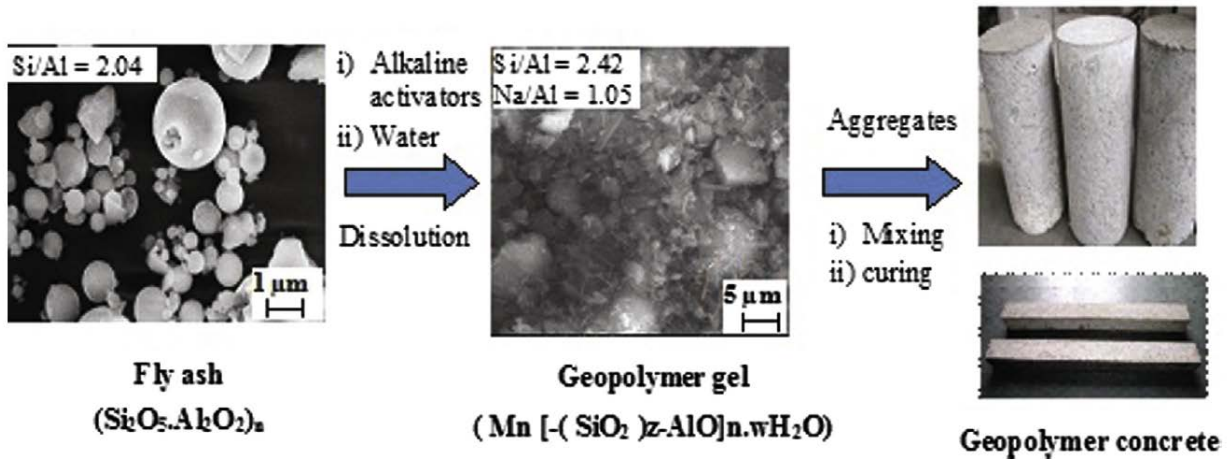 Si/Al = 2.04
1 µm
Fly ash
(Si₂O₅.Al₂O₂)ₙ
i) Alkaline
activators
ii) Water
Dissolution
Si/Al = 2.42
Na/Al = 1.05
5 µm
Geopolymer gel
( Mn [-( SiO₂ )z-AlO]n.wH₂O)
Aggregates
i) Mixing
ii) curing
Geopolymer concrete